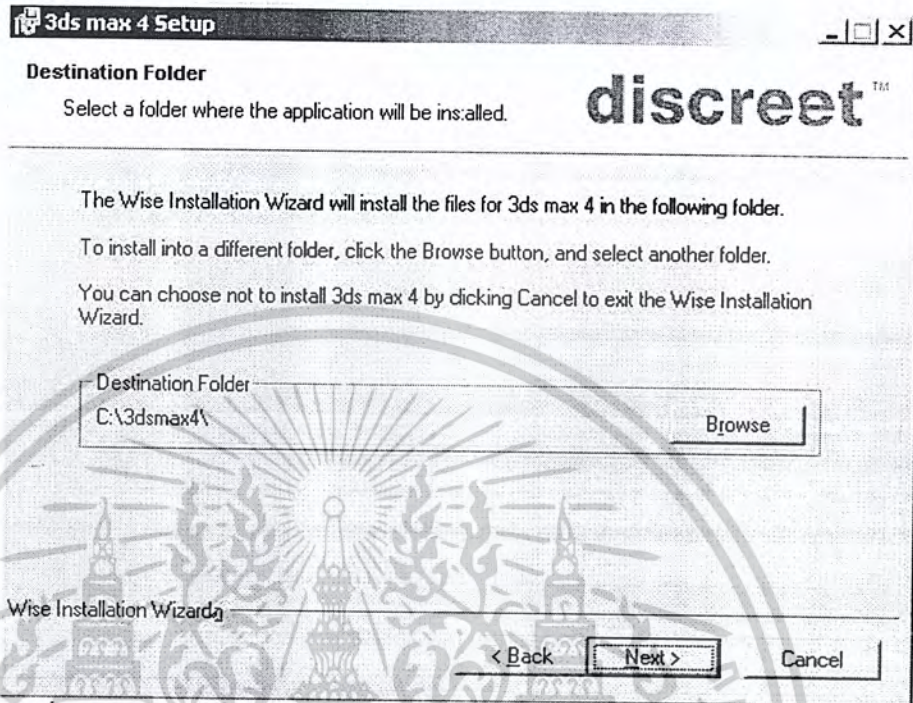 3ds max 4 Setup
Destination Folder
Select a folder where the application will be ins:alled.
discreet™
The Wise Installation Wizard will install the files for 3ds max 4 in the following folder.
To install into a different folder, click the Browse button, and select another folder.
You can choose not to install 3ds max 4 by clicking Cancel to exit the Wise Installation
Wizard.
Destination Folder
C:\3dsmax4\
Browse
Wise Installation Wizard
< Back
Next >
Cancel